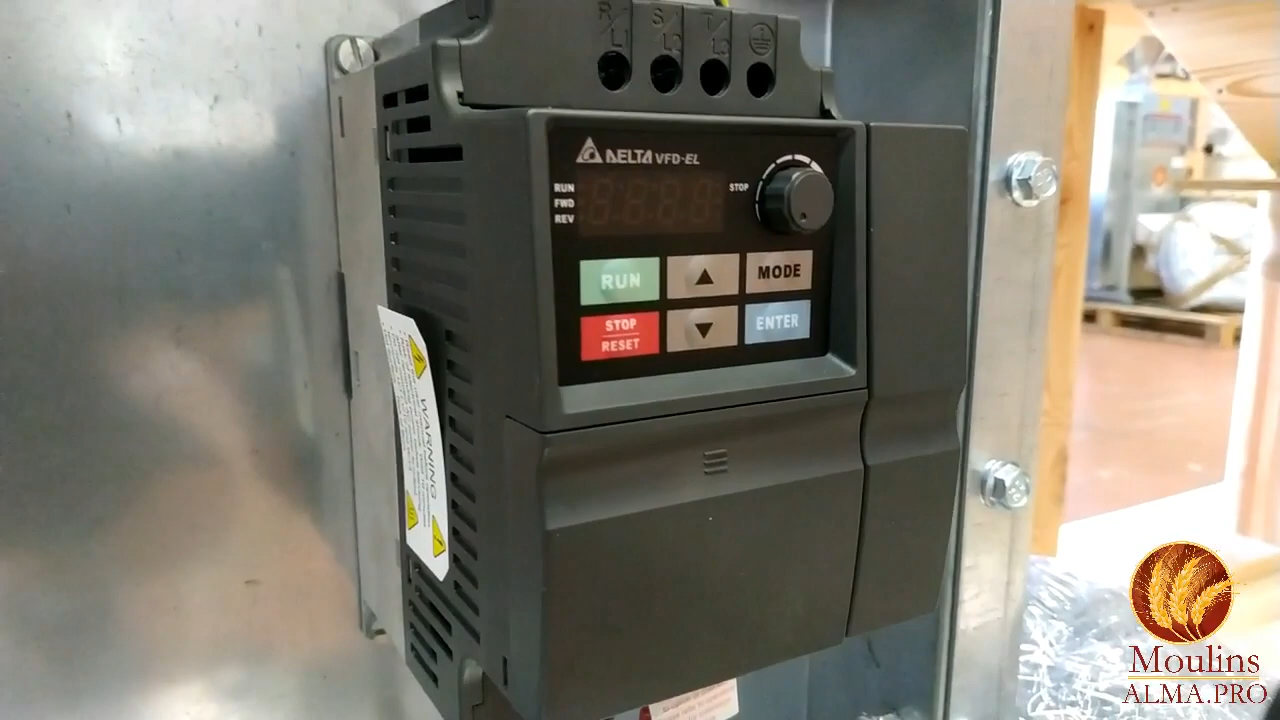 R/L1 S/L2 T/L3
DELTA VFD-EL
RUN
FWD
REV
STOP
RUN
MODE
STOP
RESET
ENTER
WARNING
Moulins
ALMA.PRO